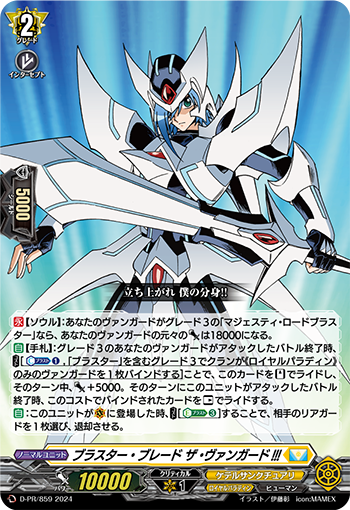 2
グレード
インターセプト
5000
シールド
立ち上がれ 僕の分身!!
永【ソウル】:あなたのヴァンガードがグレード3の「マジェスティ・ロードブラス
ター」なら、あなたのヴァンガードの元々の は18000になる。
自【手札】:グレード3のあなたのヴァンガードがアタックしたバトル終了時、
ブラスト 1 、「ブラスター」を含むグレード3でユニオンが《ロイヤルパラディン》
のみのヴァンガードを1枚バインドする]ことで、このカードを でライドし、
そのターン中、 +5000。そのターンにこのユニットがアタックしたバトル
終了時、このコストでバインドされたカードを でライドする。
自:このユニットが に登場した時、 ブラスト 3 することで、相手のリアガー
ドを1枚選び、退却させる。
ノーマルユニット
ブラスター・ブレード ザ・ヴァンガード!!!
パワー
10000
クリティカル
1
ケテルサンクチュアリ
ロイヤルパラディン
ヒューマン
D-PR/859 2024
イラスト/伊藤彰 icon:MAMEX